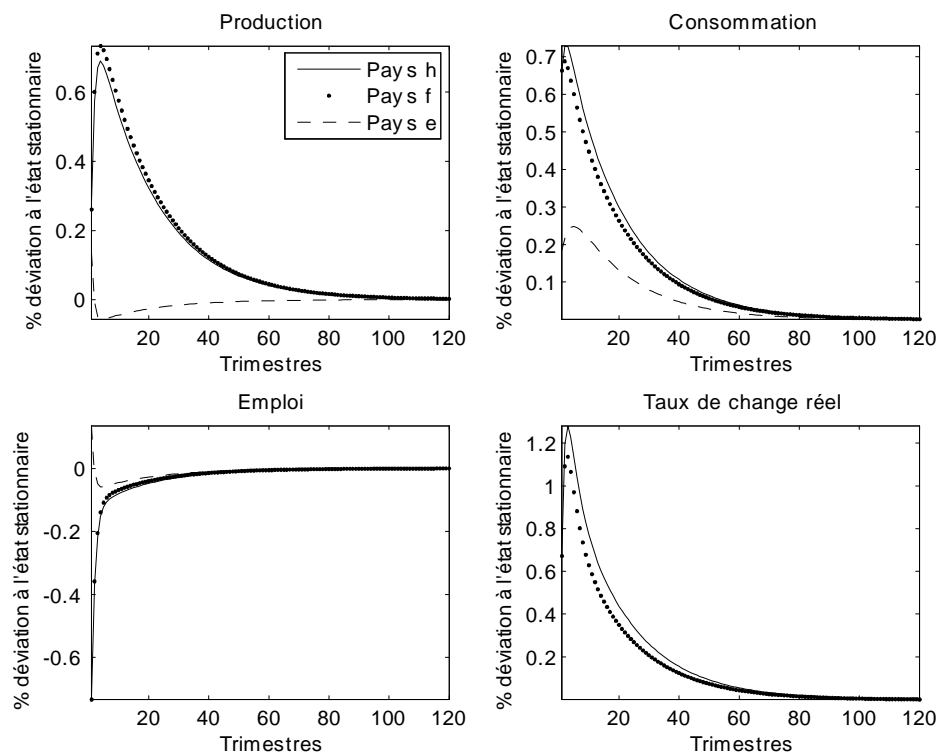 Production
% déviation à l'état stationnaire
0.6
0.4
0.2
0
20 40 60 80 100 120
Trimestres
Pays h
Pays f
Pays e
Consommation
% déviation à l'état stationnaire
0.7
0.6
0.5
0.4
0.3
0.2
0.1
20 40 60 80 100 120
Trimestres
Emploi
% déviation à l'état stationnaire
0
-0.2
-0.4
-0.6
20 40 60 80 100 120
Trimestres
Taux de change réel
% déviation à l'état stationnaire
1.2
1
0.8
0.6
0.4
0.2
20 40 60 80 100 120
Trimestres